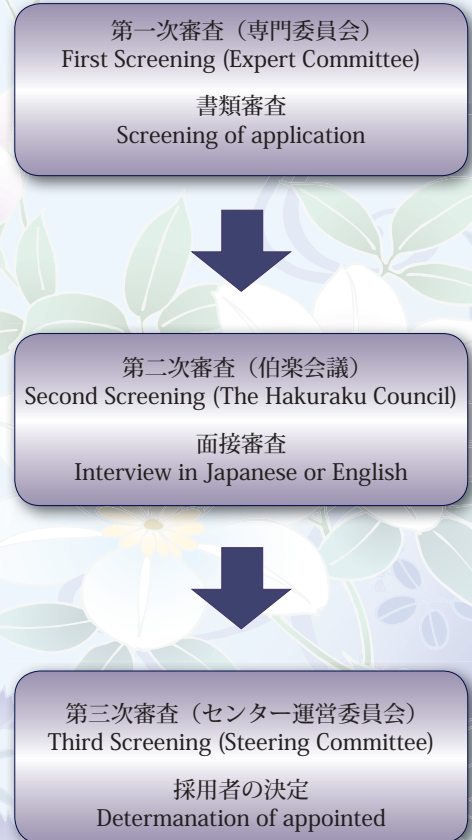 第一次審査（専門委員会）
First Screening (Expert Committee)
書類審査
Screening of application
第二次審査（伯楽会議）
Second Screening (The Hakuraku Council)
面接審査
Interview in Japanese or English
第三次審査（センター運営委員会）
Third Screening (Steering Committee)
採用者の決定
Determanation of appointed